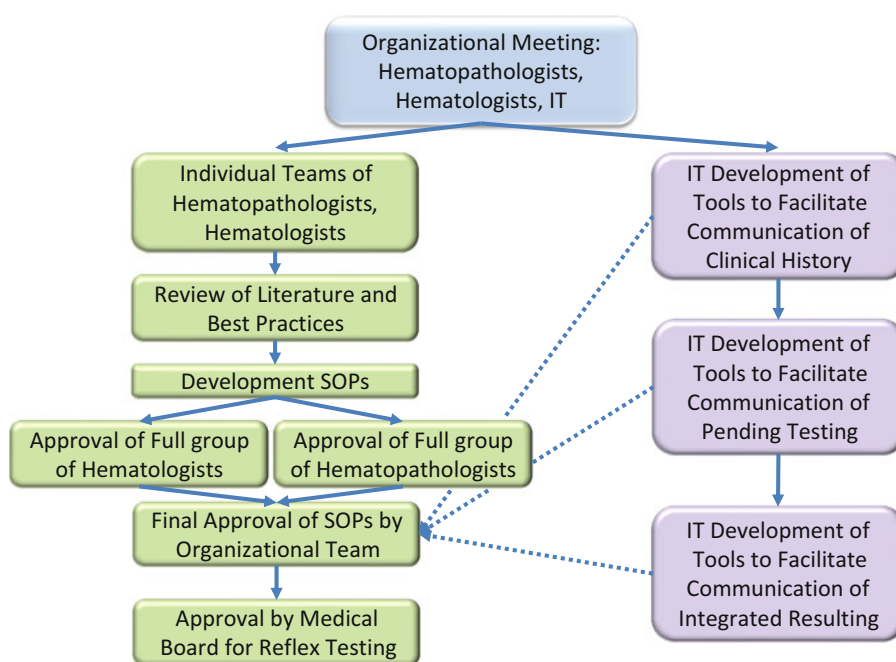 Organizational Meeting:
Hematopathologists,
Hematologists, IT
Individual Teams of
Hematopathologists,
Hematologists
Review of Literature and
Best Practices
Development SOPs
Approval of Full group
of Hematologists
Approval of Full group
of Hematopathologists
Final Approval of SOPs by
Organizational Team
Approval by Medical
Board for Reflex Testing
IT Development of
Tools to Facilitate
Communication of
Clinical History
IT Development of
Tools to Facilitate
Communication of
Pending Testing
IT Development of
Tools to Facilitate
Communication of
Integrated Resulting